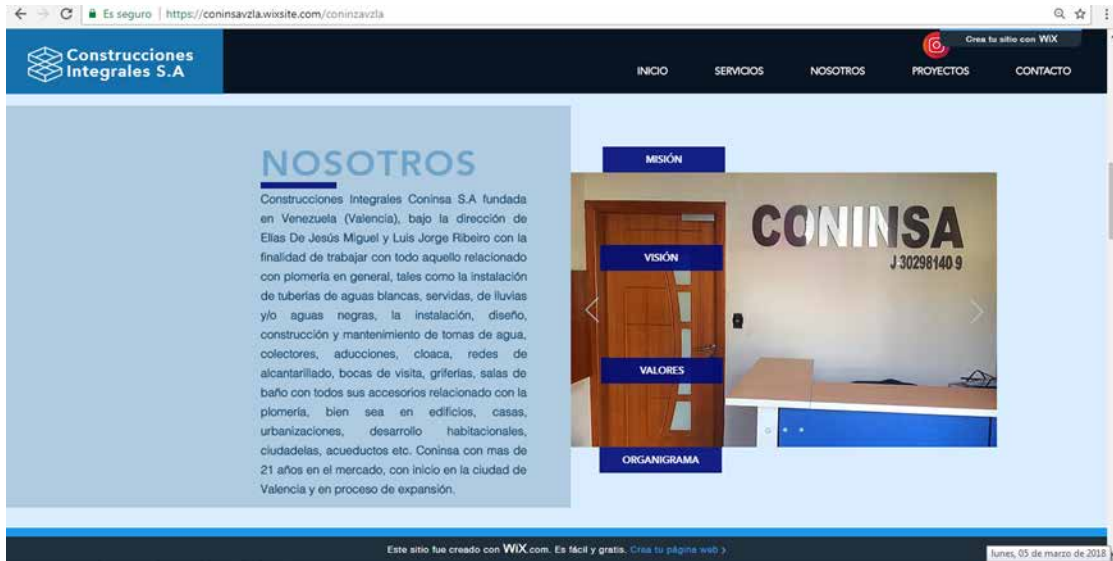 Es seguro | https://coninsavzla.wixsite.com/coninzavzla
Crea tu sitio con WiX
Construcciones
Integrales S.A
INICIO SERVICIOS NOSOTROS PROYECTOS CONTACTO
NOSOTROS
Construcciones Integrales Coninsa S.A fundada
en Venezuela (Valencia), bajo la dirección de
Elías De Jesús Miguel y Luis Jorge Ribeiro con la
finalidad de trabajar con todo aquello relacionado
con plomería en general, tales como la instalación
de tuberías de aguas blancas, servidas, de lluvias
y/o aguas negras, la instalación, diseño,
construcción y mantenimiento de tomas de agua,
colectores, aducciones, cloaca, redes de
alcantarillado, bocas de visita, griferías, salas de
baño con todos sus accesorios relacionado con la
plomería, bien sea en edificios, casas,
urbanizaciones, desarrollo habitacionales,
ciudadelas, acueductos etc. Coninsa con mas de
21 años en el mercado, con inicio en la ciudad de
Valencia y en proceso de expansión.
MISIÓN
CONINSA
J 30298140 9
VISIÓN
VALORES
ORGANIGRAMA
Este sitio fue creado con WiX.com. Es fácil y gratis. Crea tu página web >
lunes, 05 de marzo de 2018